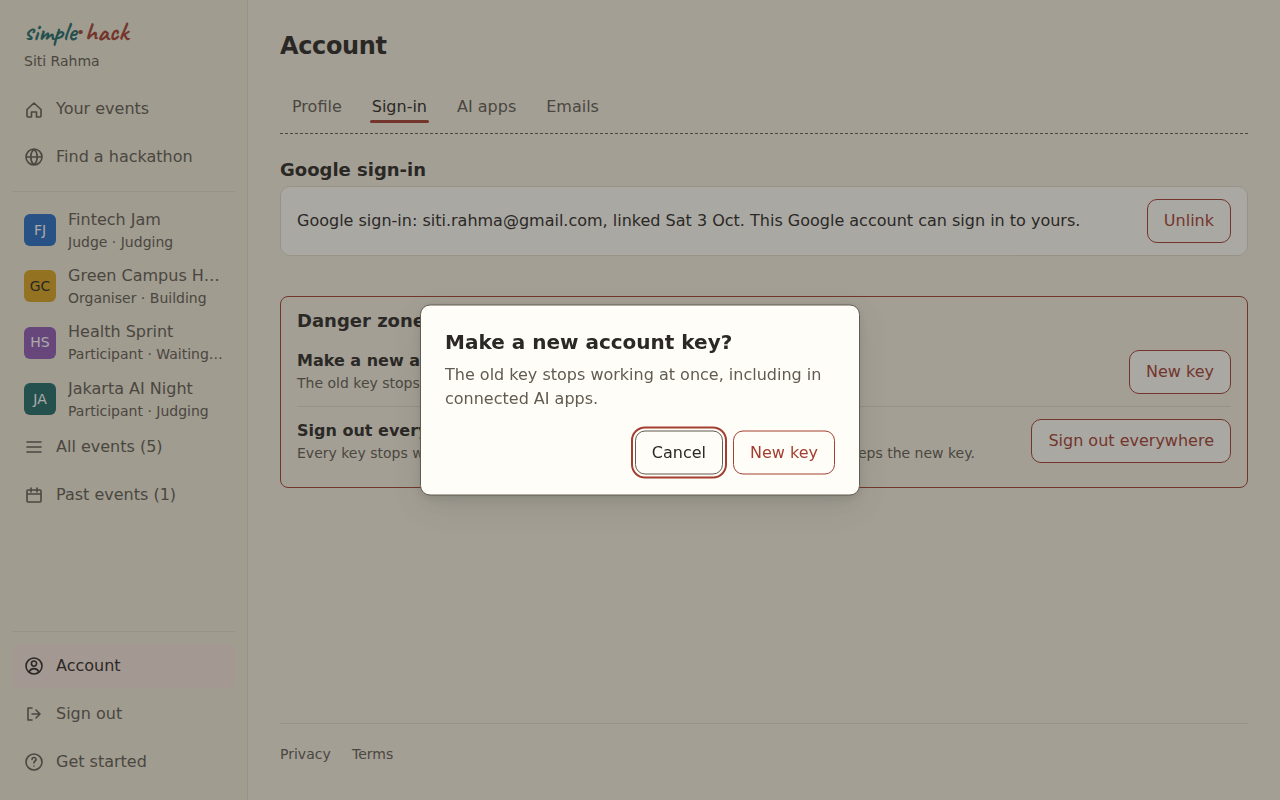 simple·hack
Siti Rahma
Your events
Find a hackathon
FJ
Fintech Jam
Judge · Judging
GC
Green Campus H…
Organiser · Building
HS
Health Sprint
Participant · Waiting…
JA
Jakarta AI Night
Participant · Judging
All events (5)
Past events (1)
Account
Sign out
Get started
Account
Profile
Sign-in
AI apps
Emails
Google sign-in
Google sign-in: siti.rahma@gmail.com, linked Sat 3 Oct. This Google account can sign in to yours.
Unlink
Danger zone
Make a new a
The old key stops
New key
Sign out every
Every key stops w
eps the new key.
Sign out everywhere
Make a new account key?
The old key stops working at once, including in
connected AI apps.
Cancel
New key
Privacy
Terms